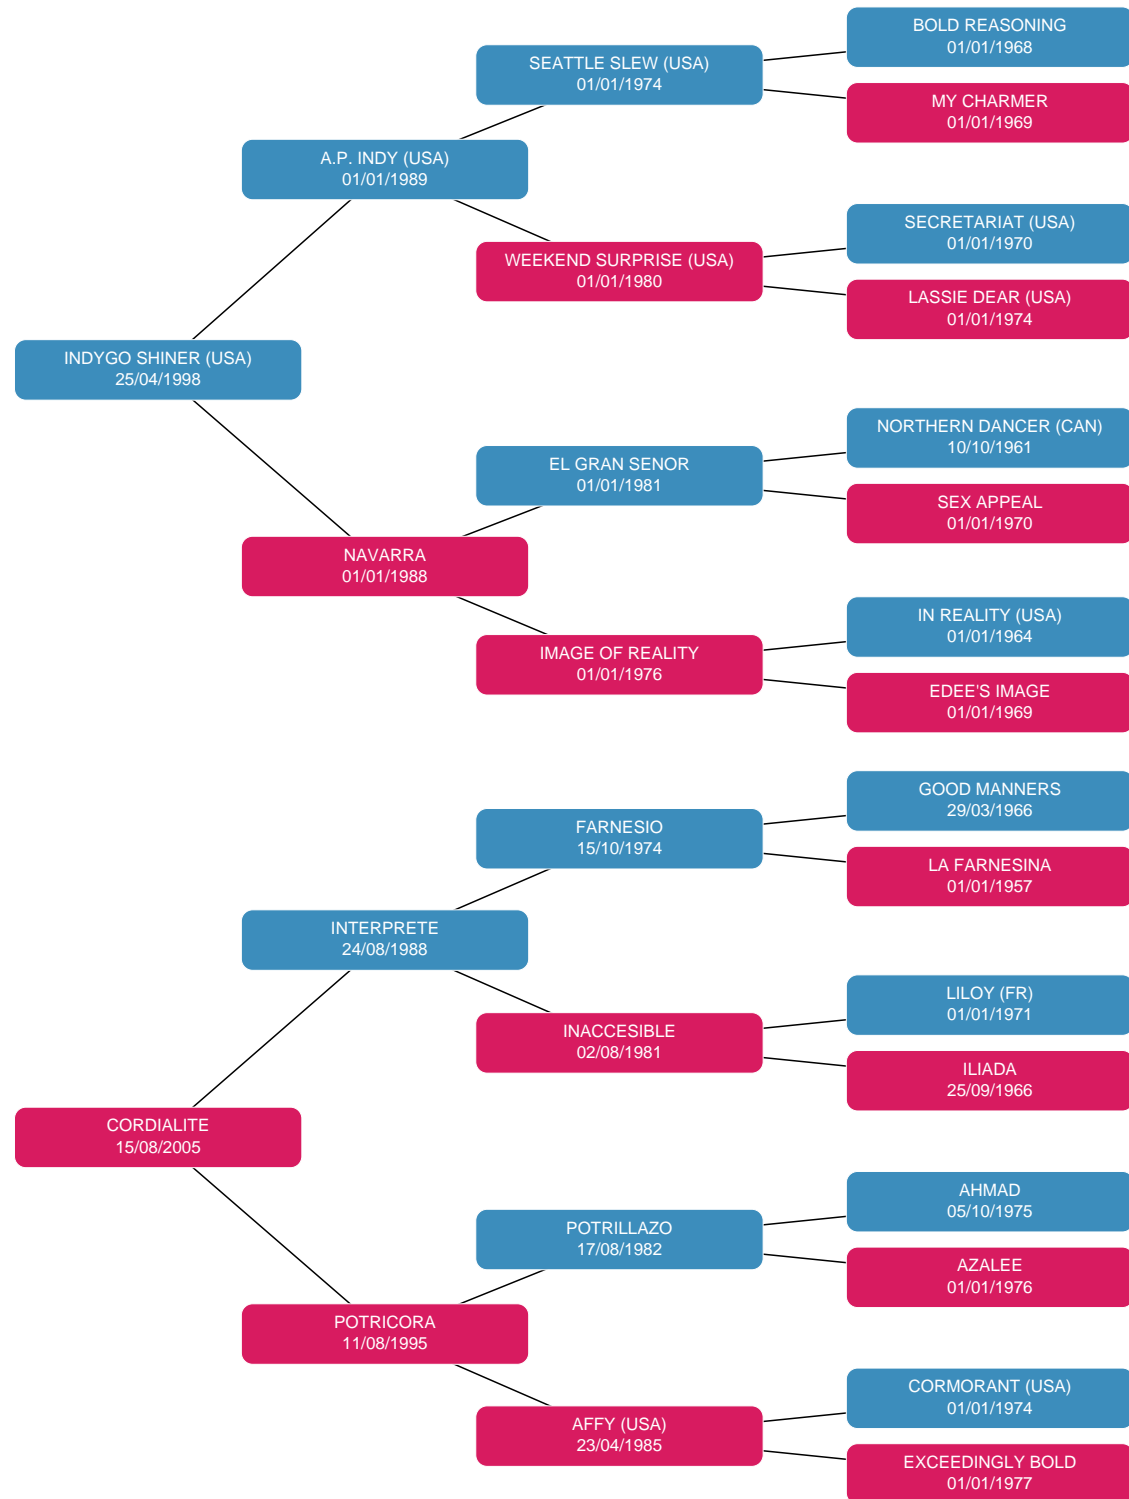 BOLD REASONING
01/01/1968
SEATTLE SLEW (USA)
01/01/1974
MY CHARMER
01/01/1969
A.P. INDY (USA)
01/01/1989
SECRETARIAT (USA)
01/01/1970
WEEKEND SURPRISE (USA)
01/01/1980
LASSIE DEAR (USA)
01/01/1974
INDYGO SHINER (USA)
25/04/1998
NORTHERN DANCER (CAN)
10/10/1961
EL GRAN SENOR
01/01/1981
SEX APPEAL
01/01/1970
NAVARRA
01/01/1988
IN REALITY (USA)
01/01/1964
IMAGE OF REALITY
01/01/1976
EDEE'S IMAGE
01/01/1969
GOOD MANNERS
29/03/1966
FARNESIO
15/10/1974
LA FARNESINA
01/01/1957
INTERPRETE
24/08/1988
LILOY (FR)
01/01/1971
INACCESIBLE
02/08/1981
ILIADA
25/09/1966
CORDIALITE
15/08/2005
AHMAD
05/10/1975
POTRILLAZO
17/08/1982
AZALEE
01/01/1976
POTRICORA
11/08/1995
CORMORANT (USA)
01/01/1974
AFFY (USA)
23/04/1985
EXCEEDINGLY BOLD
01/01/1977